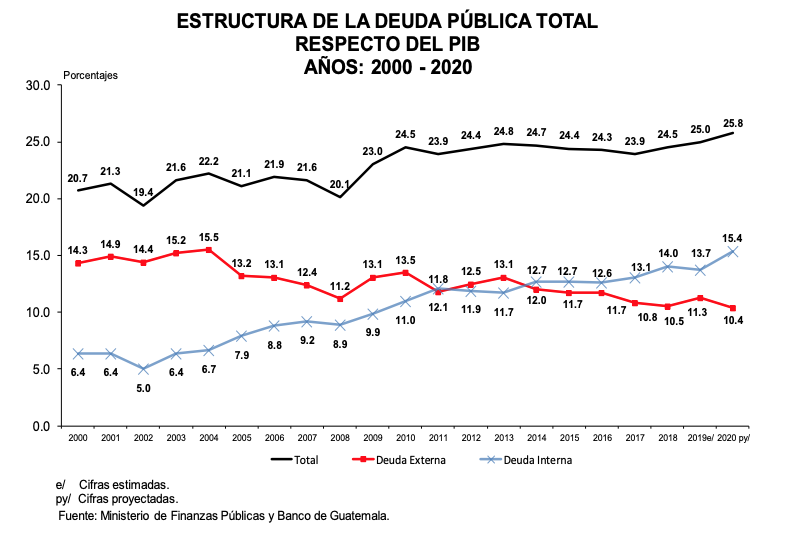 ESTRUCTURA DE LA DEUDA PÚBLICA TOTAL
RESPECTO DEL PIB
AÑOS: 2000 - 2020
Porcentajes
30.0
25.0
20.0
15.0
10.0
5.0
0.0
20.7 21.3 19.4 21.6 22.2 21.1 21.9 21.6 20.1 23.0 24.5 23.9 24.4 24.8 24.7 24.4 24.3 23.9 24.5 25.0 25.8
14.3 14.9 14.4 15.2 15.5 13.2 13.1 12.4 11.2 13.1 13.5 11.8 12.5 13.1 12.0 11.7 11.7 10.8 10.5 11.3 10.4
6.4 6.4 5.0 6.4 6.7 7.9 8.8 9.2 8.9 9.9 11.0 12.1 11.9 11.7 12.7 12.7 12.6 13.1 14.0 13.7 15.4
2000 2001 2002 2003 2004 2005 2006 2007 2008 2009 2010 2011 2012 2013 2014 2015 2016 2017 2018 2019e/ 2020 py/
Total Deuda Externa Deuda Interna
e/ Cifras estimadas.
py/ Cifras proyectadas.
Fuente: Ministerio de Finanzas Públicas y Banco de Guatemala.